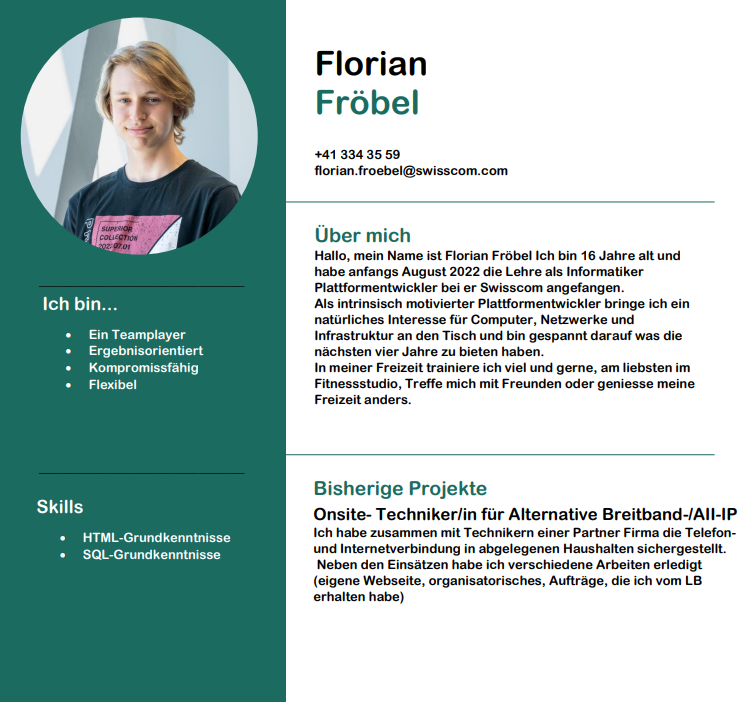 Florian
Fröbel
+41 334 35 59
florian.froebel@swisscom.com
SUPERIOR
COLLECTION
Ich bin...
Ein Teamplayer
Ergebnisorientiert
Kompromissfähig
Flexibel
Skills
HTML-Grundkenntnisse
SQL-Grundkenntnisse
Über mich
Hallo, mein Name ist Florian Fröbel Ich bin 16 Jahre alt und
habe anfangs August 2022 die Lehre als Informatiker
Plattformentwickler bei er Swisscom angefangen.
Als intrinsisch motivierter Plattformentwickler bringe ich ein
natürliches Interesse für Computer, Netzwerke und
Infrastruktur an den Tisch und bin gespannt darauf was die
nächsten vier Jahre zu bieten haben.
In meiner Freizeit trainiere ich viel und gerne, am liebsten im
Fitnessstudio, Treffe mich mit Freunden oder geniesse meine
Freizeit anders.
Bisherige Projekte
Onsite- Techniker/in für Alternative Breitband-/All-IP
Ich habe zusammen mit Technikern einer Partner Firma die Telefon-
und Internetverbindung in abgelegenen Haushalten sichergestellt.
Neben den Einsätzen habe ich verschiedene Arbeiten erledigt
(eigene Webseite, organisatorisches, Aufträge, die ich vom LB
erhalten habe)